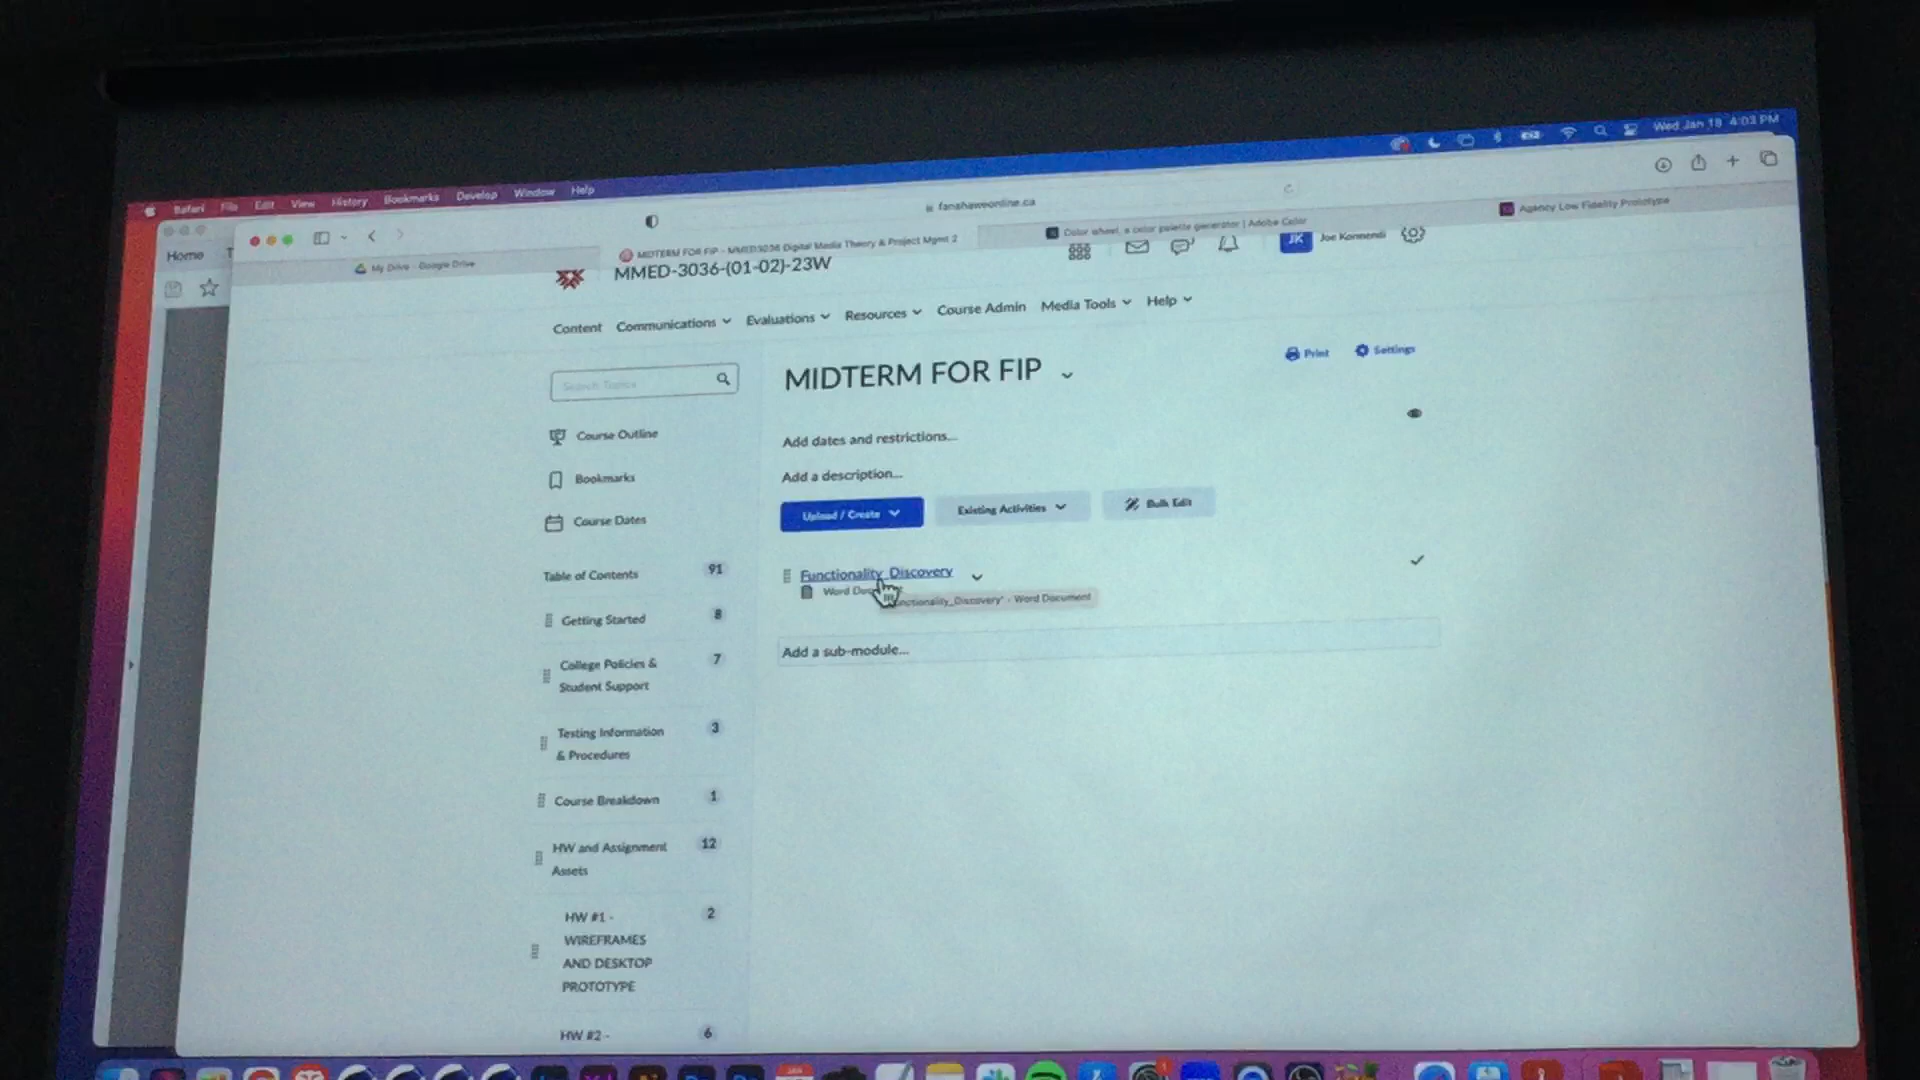 Safari File Edit View History Bookmarks Develop Window Help
Wed Jan 18 4:03 PM
Home
fanshaweonline.ca
My Drive - Google Drive
MIDTERM FOR FIP - MMED3036 Digital Media Theory & Project Mgmt 2
Color wheel, a color palette generator | Adobe Color
Agency Low Fidelity Prototype
MMED-3036-(01-02)-23W
JK Joe Kormendi
Content Communications Evaluations Resources Course Admin Media Tools Help
Search Topics
MIDTERM FOR FIP
Print Settings
Course Outline
Add dates and restrictions...
Bookmarks
Add a description...
Course Dates
Upload / Create Existing Activities Bulk Edit
Table of Contents 91
Functionality_Discovery
Word
unctionality_Discovery' - Word Document
Getting Started 8
Add a sub-module...
College Policies & 7
Student Support
Testing Information 3
& Procedures
Course Breakdown 1
HW and Assignment 12
Assets
HW #1 - 2
WIREFRAMES
AND DESKTOP
PROTOTYPE
HW #2 - 6